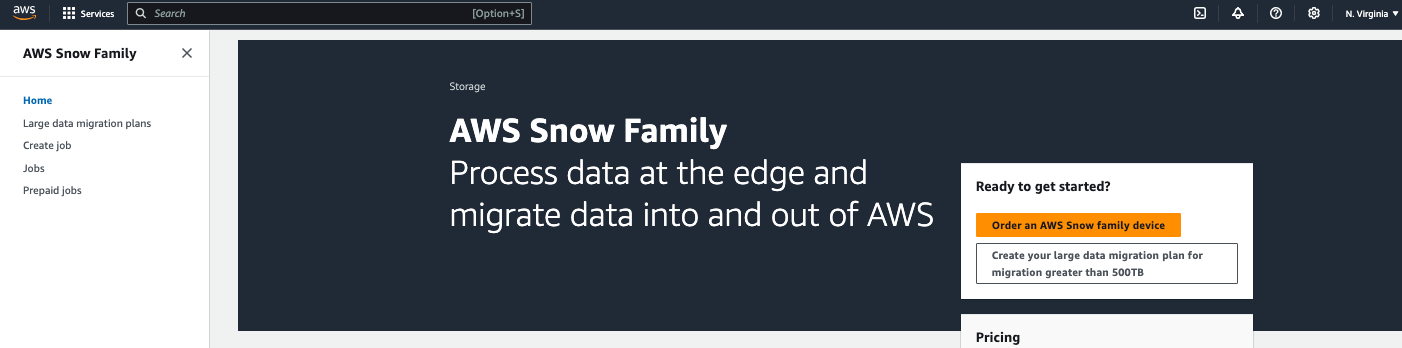 aws
Services
Search
[Option+S]
N. Virginia
AWS Snow Family
Home
Large data migration plans
Create job
Jobs
Prepaid jobs
Storage
AWS Snow Family
Process data at the edge and
migrate data into and out of AWS
Ready to get started?
Order an AWS Snow family device
Create your large data migration plan for
migration greater than 500TB
Pricing